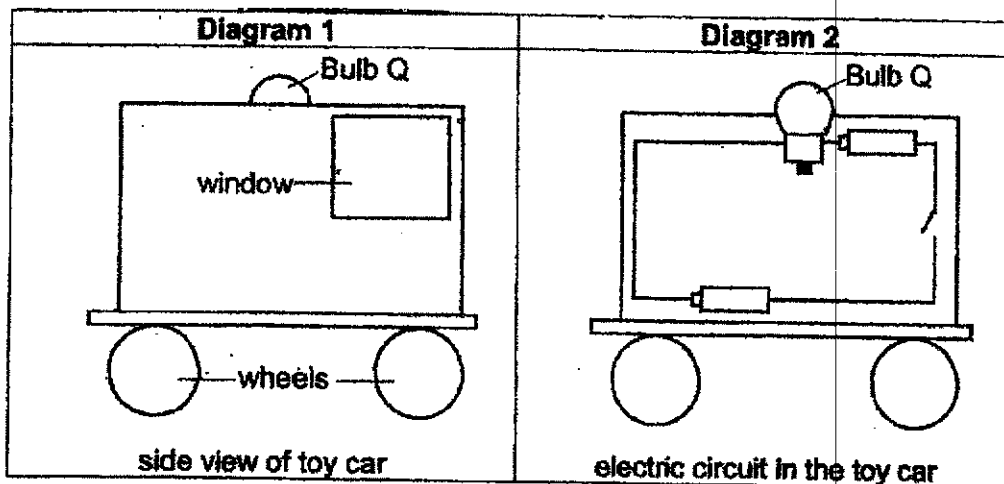 Diagram 1
Diagram 2
Bulb Q
window
wheels
side view of toy car
Bulb Q
electric circuit in the toy car